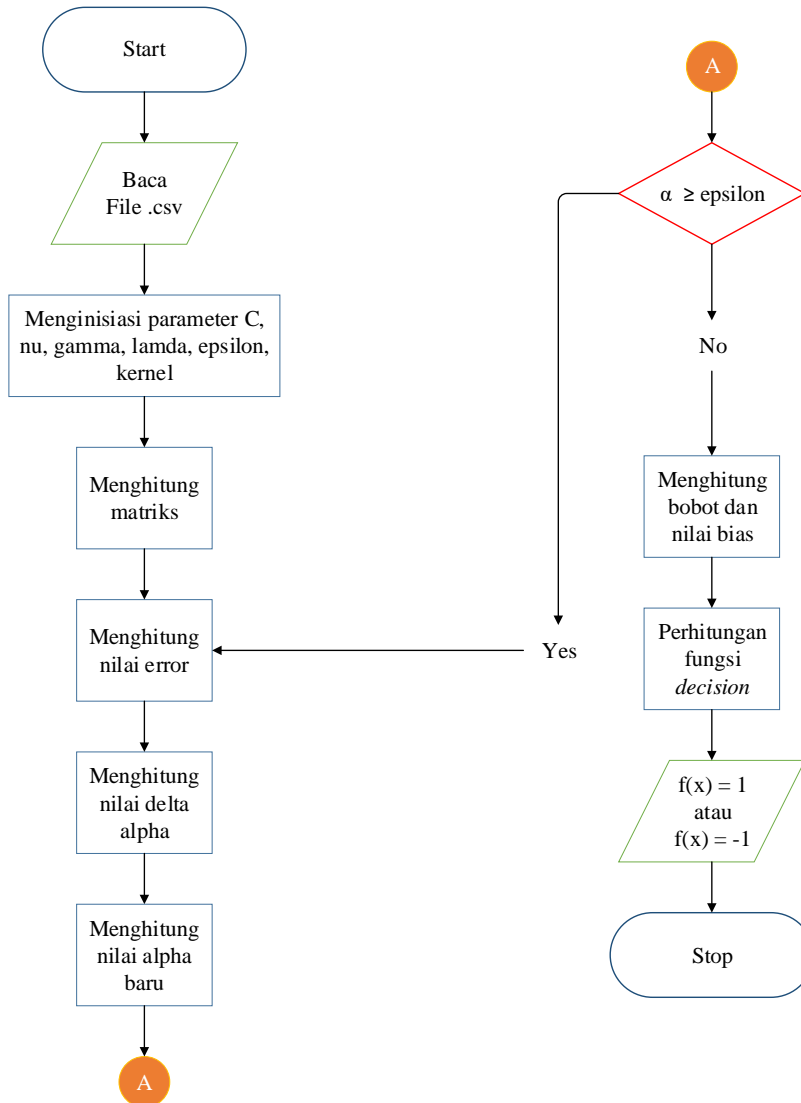 Start
Baca
File .csv
Menginisiasi parameter C,
nu, gamma, lamda, epsilon,
kernel
Menghitung
matriks
Menghitung
nilai error
Menghitung
nilai delta
alpha
Menghitung
nilai alpha
baru
A
A
α ≥ epsilon
Yes
No
Menghitung
bobot dan
nilai bias
Perhitungan
fungsi
decision
f(x) = 1
atau
f(x) = -1
Stop